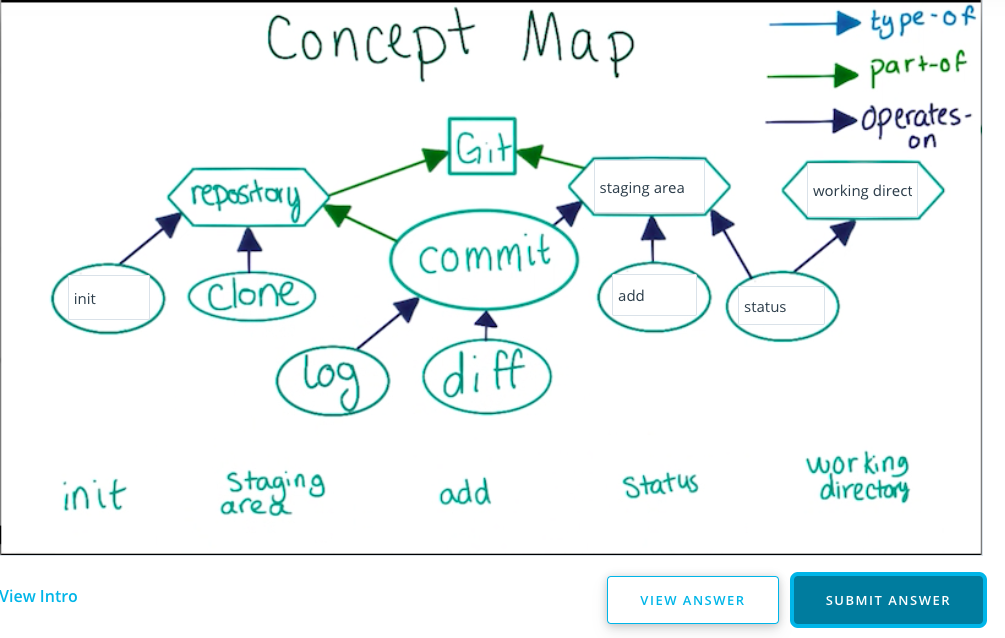 Concept Map
type-of
part-of
operates-
on
Git
repository
staging area
working direct
commit
init
clone
add
status
log
diff
init
Staging
area
add
Status
working
directory
View Intro
VIEW ANSWER
SUBMIT ANSWER